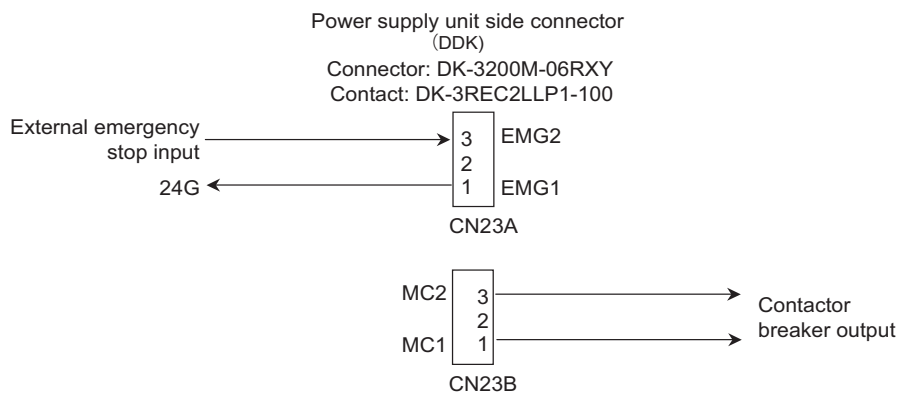 Power supply unit side connector
(DDK)
Connector: DK-3200M-06RXY
Contact: DK-3REC2LLP1-100
External emergency
stop input
24G
3
2
1
EMG2
EMG1
CN23A
MC2
MC1
3
2
1
Contactor
breaker output
CN23B